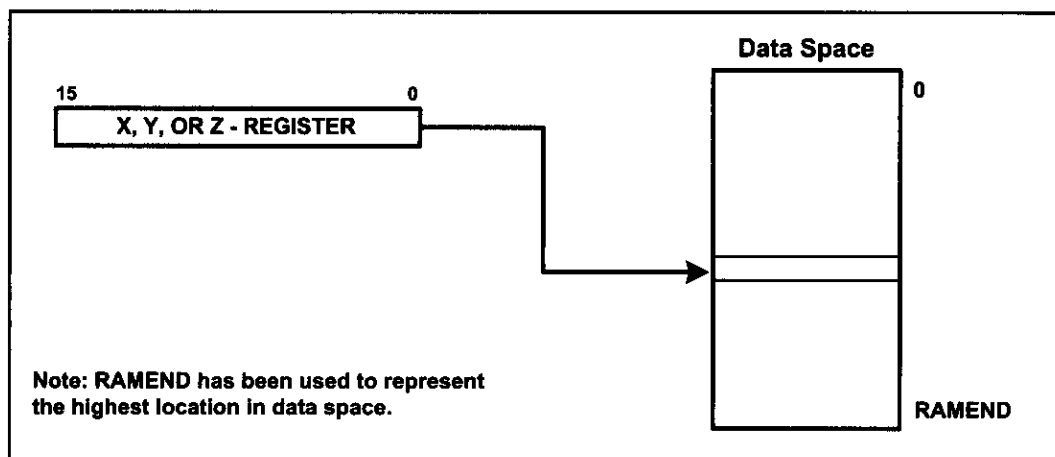 Data Space
15 0
X, Y, OR Z - REGISTER
0
Note: RAMEND has been used to represent
the highest location in data space.
RAMEND